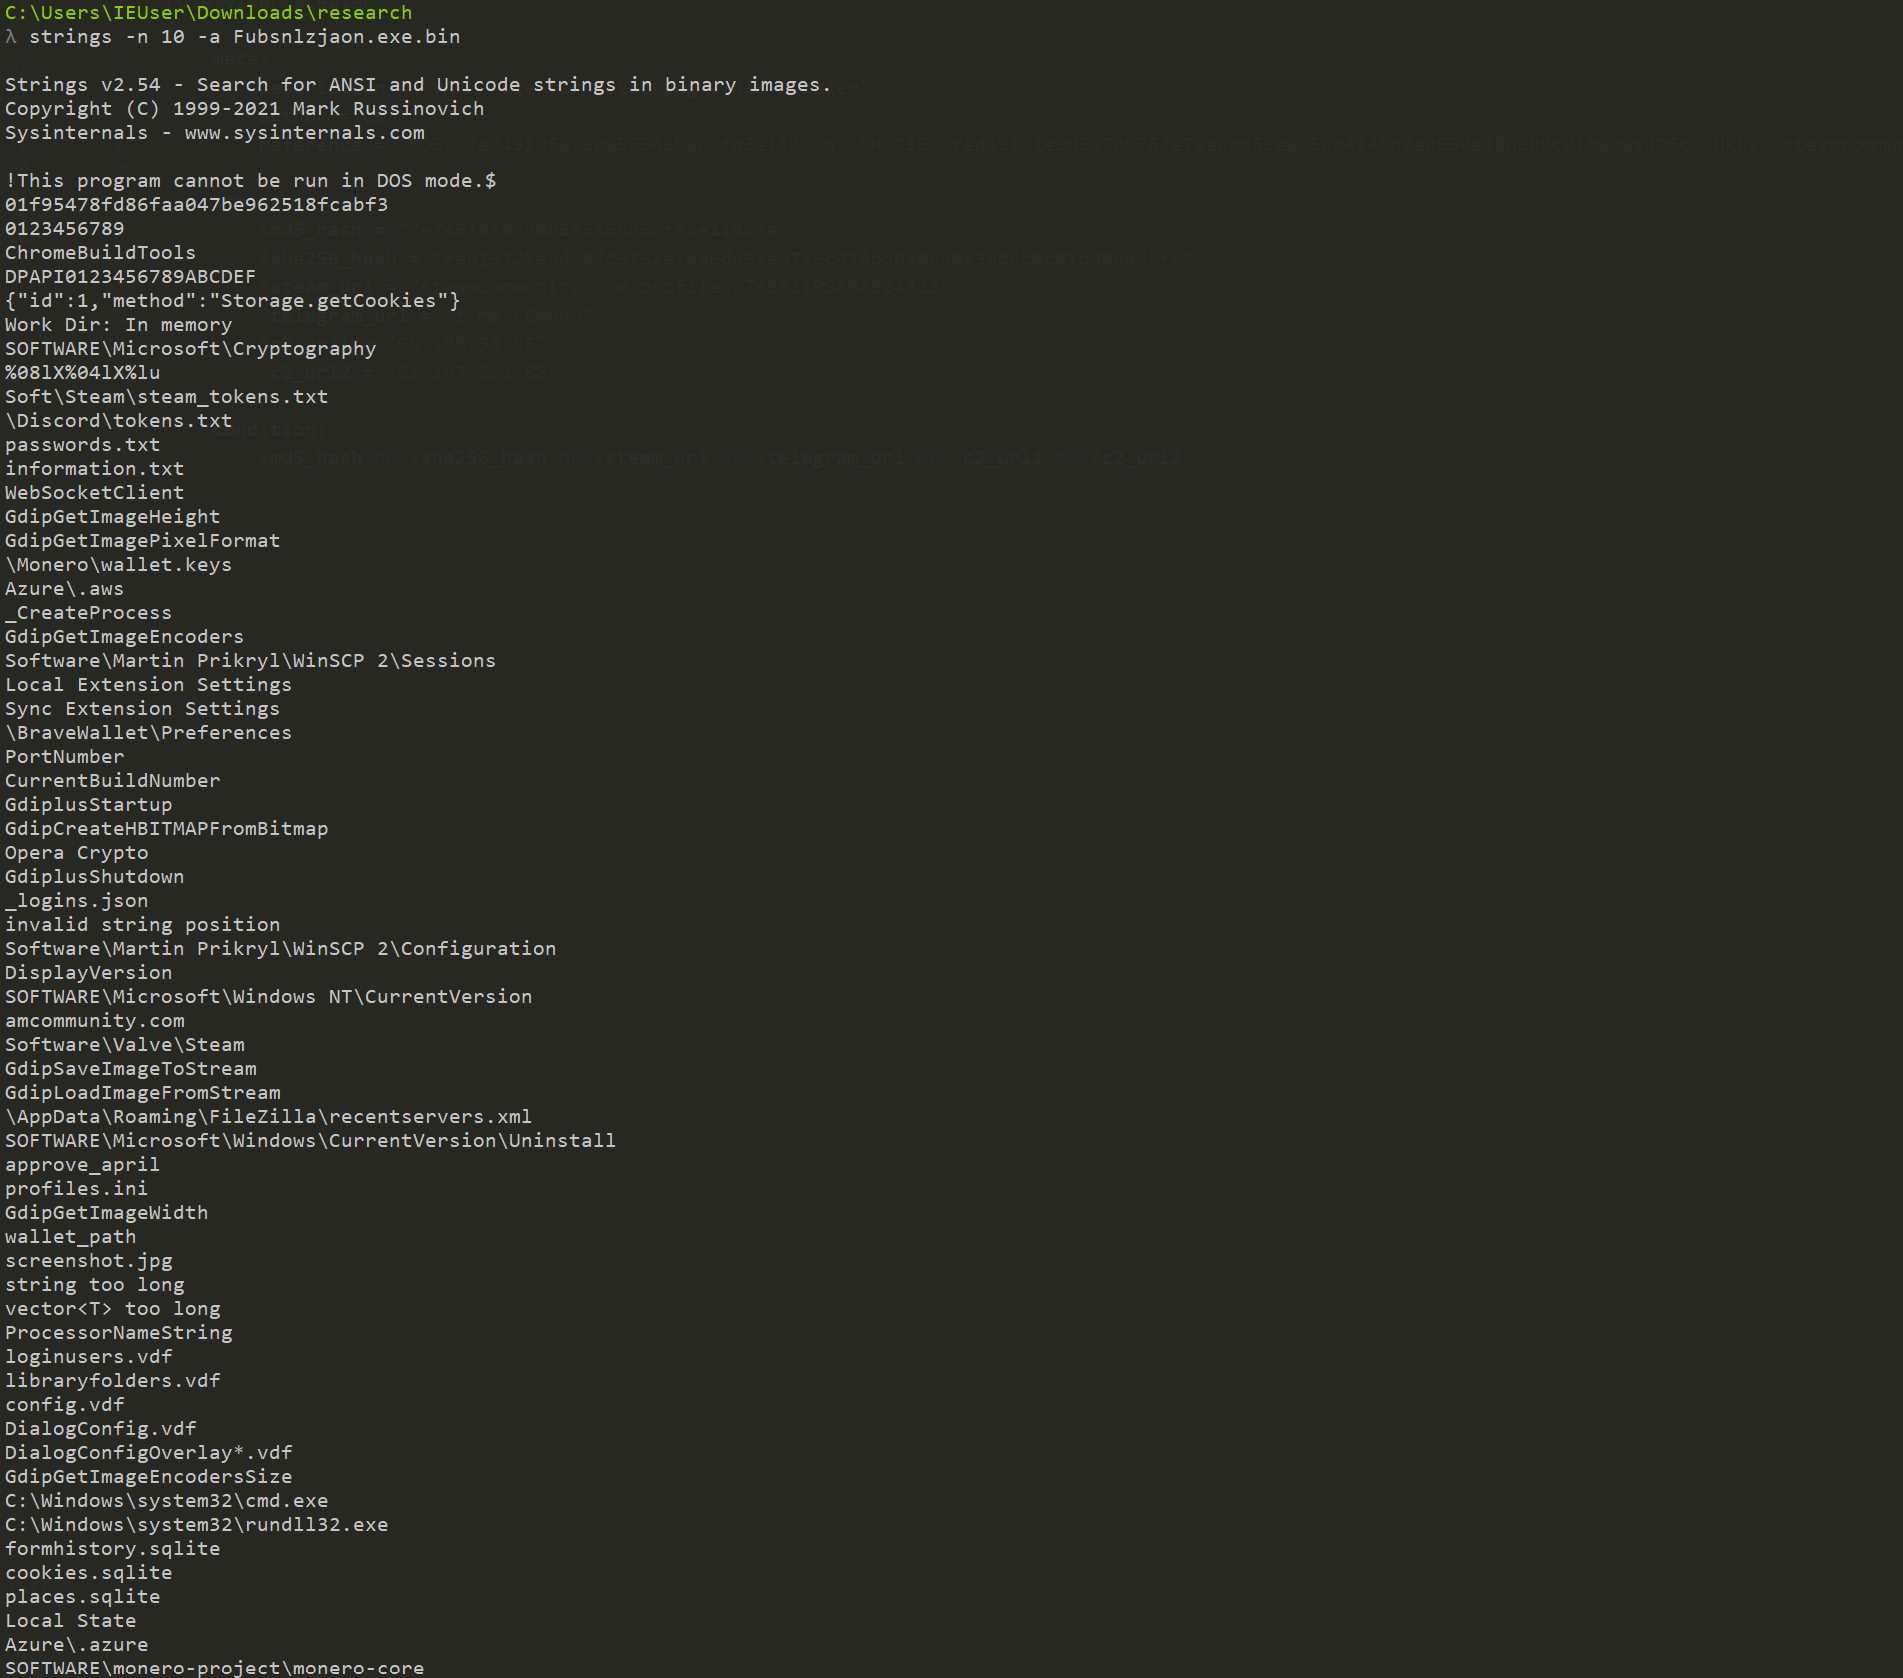 C:\Users\IEUser\Downloads\research
λ strings -n 10 -a Fubsnlzjaon.exe.bin
Strings v2.54 - Search for ANSI and Unicode strings in binary images.
Copyright (C) 1999-2021 Mark Russinovich
Sysinternals - www.sysinternals.com
!This program cannot be run in DOS mode.$
01f95478fd86faa047be962518fcabf3
0123456789
ChromeBuildTools
DPAPI0123456789ABCDEF
{"id":1,"method":"Storage.getCookies"}
Work Dir: In memory
SOFTWARE\Microsoft\Cryptography
%08lX%04lX%lu
Soft\Steam\steam_tokens.txt
\Discord\tokens.txt
passwords.txt
information.txt
WebSocketClient
GdipGetImageHeight
GdipGetImagePixelFormat
\Monero\wallet.keys
Azure\.aws
_CreateProcess
GdipGetImageEncoders
Software\Martin Prikryl\WinSCP 2\Sessions
Local Extension Settings
Sync Extension Settings
\BraveWallet\Preferences
PortNumber
CurrentBuildNumber
GdiplusStartup
GdipCreateHBITMAPFromBitmap
Opera Crypto
GdiplusShutdown
_logins.json
invalid string position
Software\Martin Prikryl\WinSCP 2\Configuration
DisplayVersion
SOFTWARE\Microsoft\Windows NT\CurrentVersion
amcommunity.com
Software\Valve\Steam
GdipSaveImageToStream
GdipLoadImageFromStream
\AppData\Roaming\FileZilla\recentservers.xml
SOFTWARE\Microsoft\Windows\CurrentVersion\Uninstall
approve_april
profiles.ini
GdipGetImageWidth
wallet_path
screenshot.jpg
string too long
vector<T> too long
ProcessorNameString
loginusers.vdf
libraryfolders.vdf
config.vdf
DialogConfig.vdf
DialogConfigOverlay*.vdf
GdipGetImageEncodersSize
C:\Windows\system32\cmd.exe
C:\Windows\system32\rundll32.exe
formhistory.sqlite
cookies.sqlite
places.sqlite
Local State
Azure\.azure
SOFTWARE\monero-project\monero-core